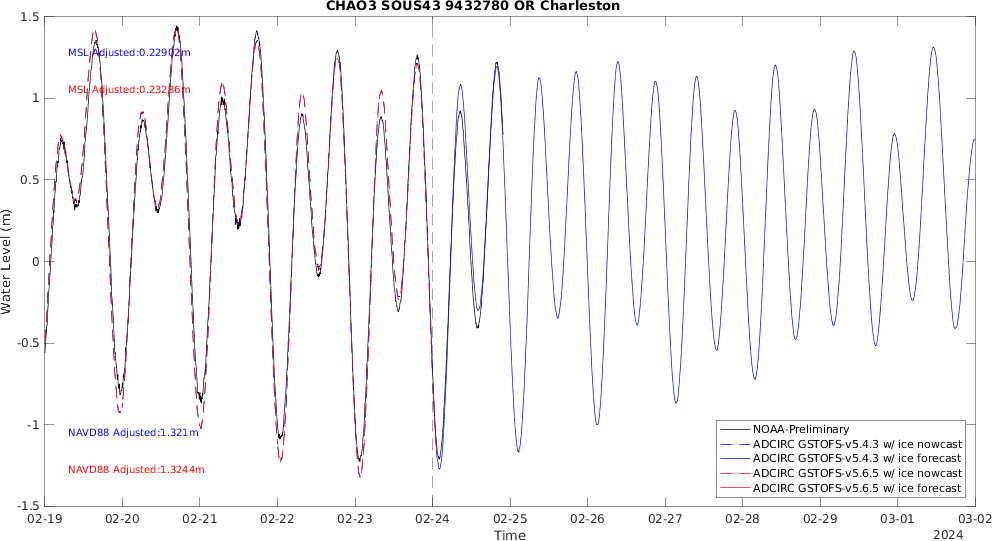 CHAO3 SOUS43 9432780 OR Charleston
1.5
1
0.5
0
-0.5
-1
-1.5
Water Level (m)
MSL Adjusted:0.22902m
MSL Adjusted:0.23236m
NAVD88 Adjusted:1.321m
NAVD88 Adjusted:1.3244m
NOAA-Preliminary
ADCIRC GSTOFS-v5.4.3 w/ ice nowcast
ADCIRC GSTOFS-v5.4.3 w/ ice forecast
ADCIRC GSTOFS-v5.6.5 w/ ice nowcast
ADCIRC GSTOFS-v5.6.5 w/ ice forecast
02-19 02-20 02-21 02-22 02-23 02-24 02-25 02-26 02-27 02-28 02-29 03-01 03-02
Time
2024